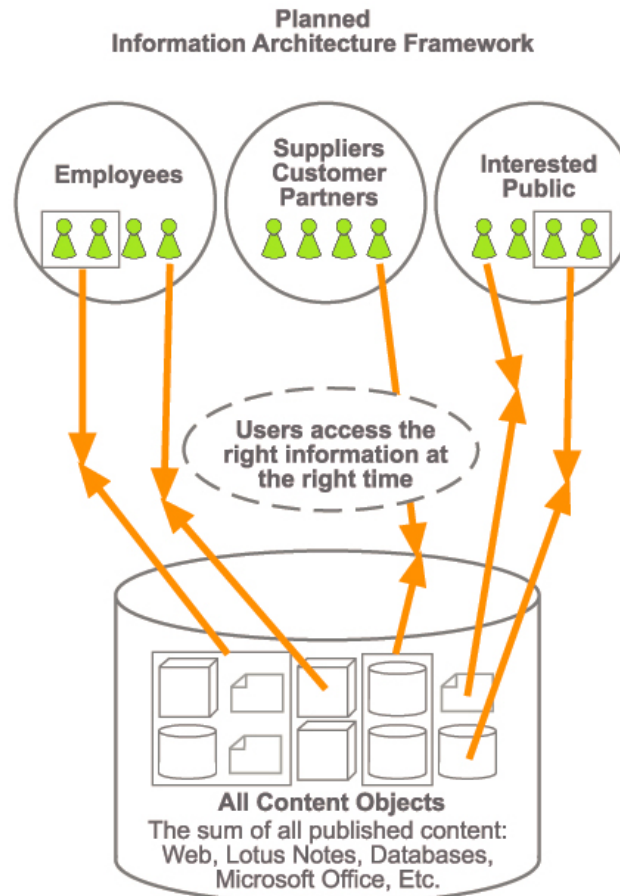 Planned
Information Architecture Framework
Employees
Suppliers
Customer
Partners
Interested
Public
Users access the
right information at
the right time
All Content Objects
The sum of all published content:
Web, Lotus Notes, Databases,
Microsoft Office, Etc.